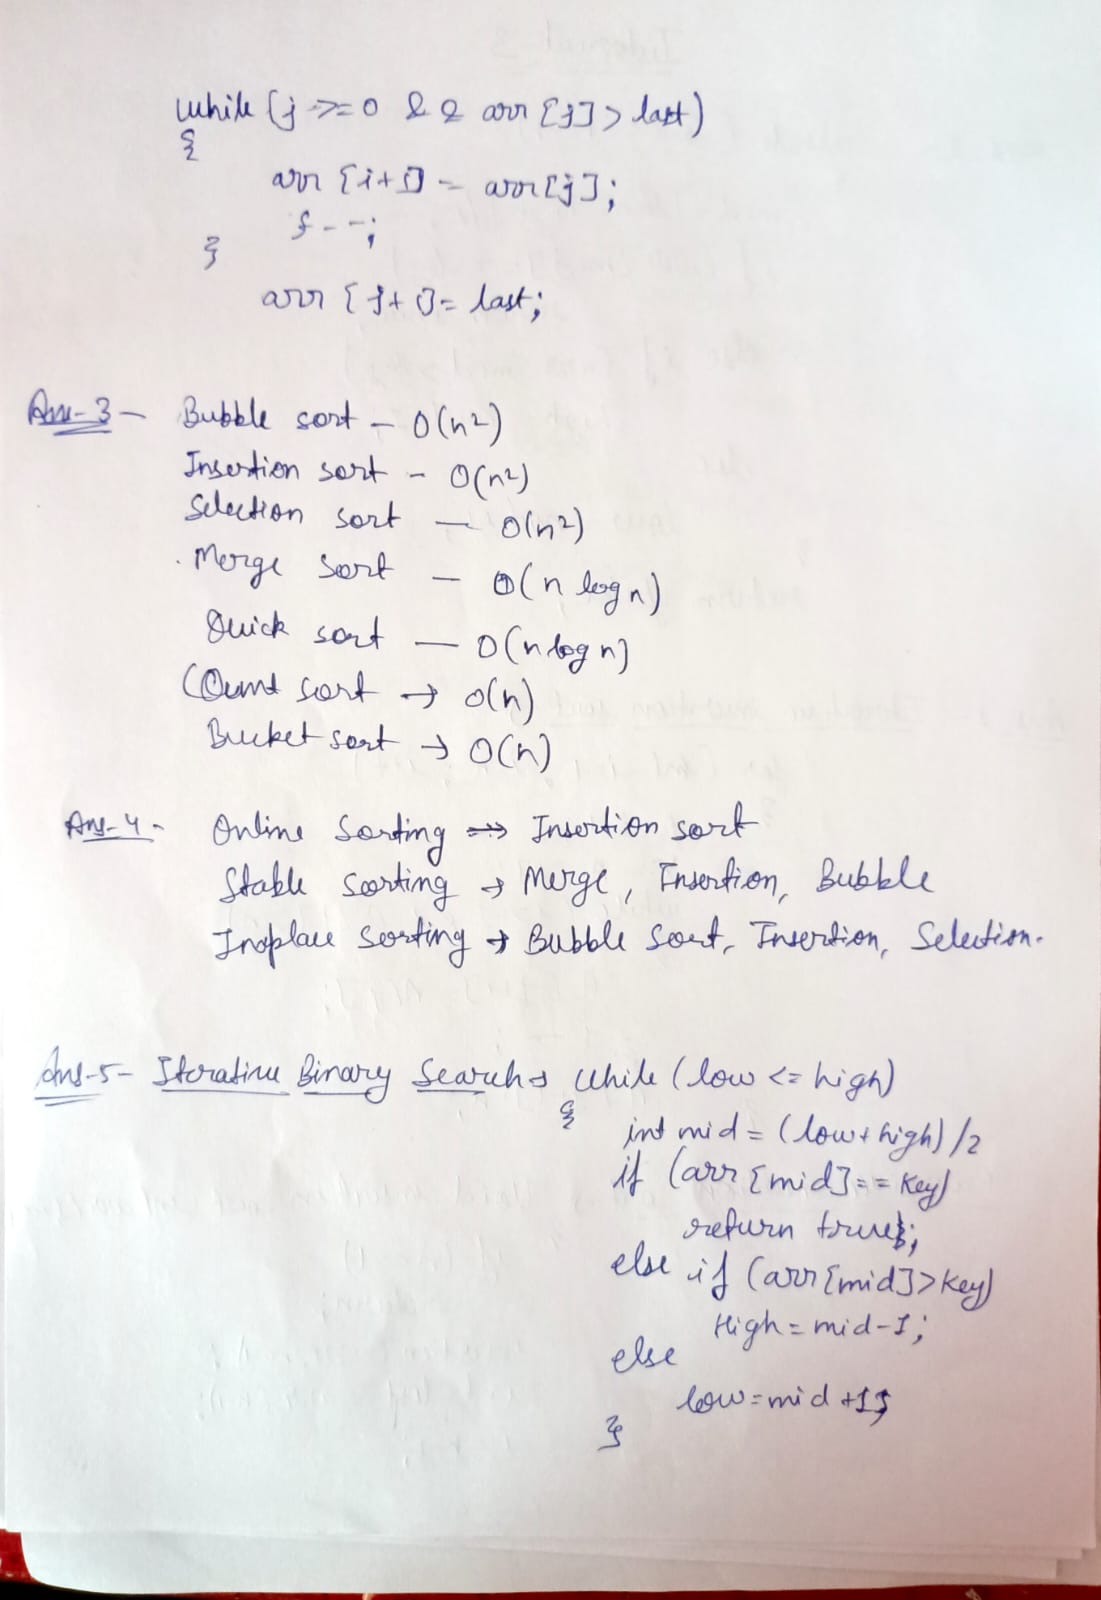 while (j >= 0 && arr [j] > last)
{
arr [i+1] = arr[j];
j--;
}
arr [j+1] = last;
Ans-3 - Bubble sort - O(n²)
Insertion sort - O(n²)
Selection sort — O(n²)
Merge sort — O(n log n)
Quick sort — O(n log n)
Count sort → O(n)
Bucket sort → O(n)
Ans-4 - Online Sorting → Insertion sort
Stable sorting → Merge, Insertion, Bubble
Inplace sorting → Bubble sort, Insertion, Selection.
Ans-5 - Iterative Binary Search → while (low <= high)
{
int mid = (low + high) /2
if (arr [mid] == Key)
return true;
else if (arr [mid] > Key)
High = mid-1;
else
low = mid +1;
}